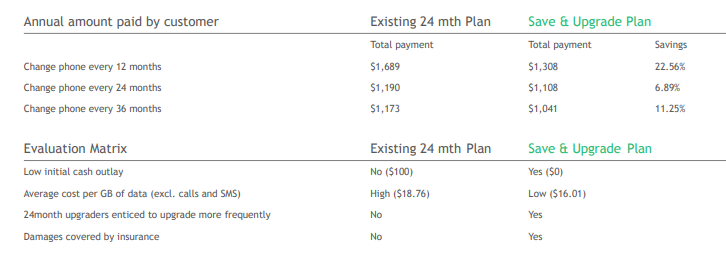 Annual amount paid by customer Existing 24 mth Plan Save & Upgrade Plan
Total payment Total payment Savings
Change phone every 12 months $1,689 $1,308 22.56%
Change phone every 24 months $1,190 $1,108 6.89%
Change phone every 36 months $1,173 $1,041 11.25%
Evaluation Matrix Existing 24 mth Plan Save & Upgrade Plan
Low initial cash outlay No ($100) Yes ($0)
Average cost per GB of data (excl. calls and SMS) High ($18.76) Low ($16.01)
24month upgraders enticed to upgrade more frequently No Yes
Damages covered by insurance No Yes